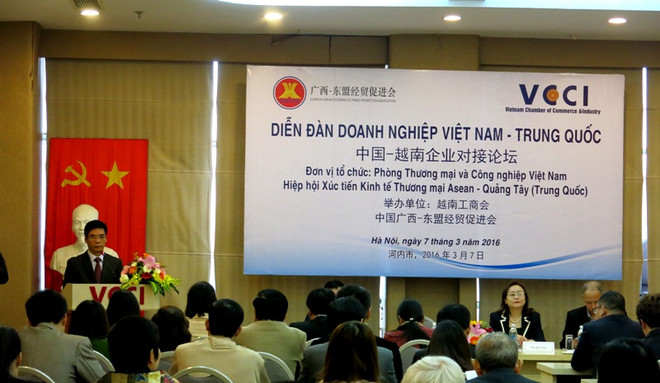 广西-东盟经贸促进会
VCCI
Vietnam Chamber of Commerce &Industry
DIỄN ĐÀN DOANH NGHIỆP VIỆT NAM - TRUNG QUỐC
中国-越南企业对接论坛
Đơn vị tổ chức: Phòng Thương mại và Công nghiệp Việt Nam
Hiệp hội Xúc tiến Kinh tế Thương mại Asean - Quảng Tây (Trung Quốc)
举办单位：越南工商会
中国广西-东盟经贸促进会
Hà Nội, ngày 7 tháng 3 năm 2016
河内市，2016年3月7日
VCCI